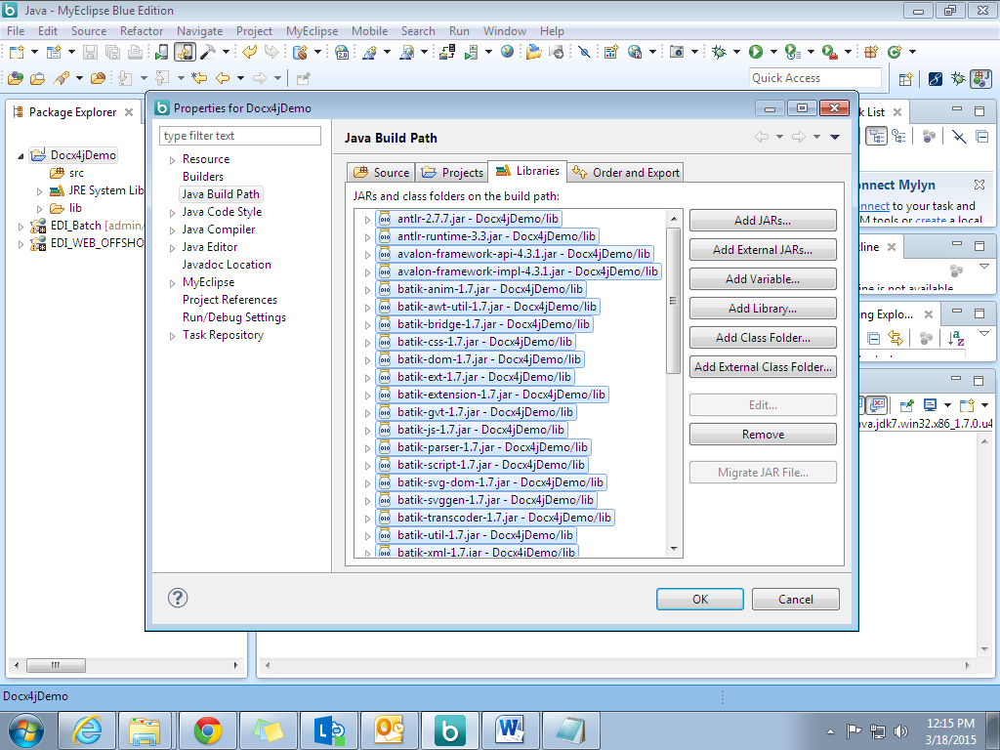 Java - MyEclipse Blue Edition
File Edit Source Refactor Navigate Project MyEclipse Mobile Search Run Window Help
Quick Access
Package Explorer
Docx4jDemo
src
JRE System Lib
lib
EDI_Batch [admin/
EDI_WEB_OFFSHO
Properties for Docx4jDemo
type filter text
Resource
Builders
Java Build Path
Java Code Style
Java Compiler
Java Editor
Javadoc Location
MyEclipse
Project References
Run/Debug Settings
Task Repository
Java Build Path
Source Projects Libraries Order and Export
JARs and class folders on the build path:
antlr-2.7.7.jar - Docx4jDemo/lib
antlr-runtime-3.3.jar - Docx4jDemo/lib
avalon-framework-api-4.3.1.jar - Docx4jDemo/lib
avalon-framework-impl-4.3.1.jar - Docx4jDemo/lib
batik-anim-1.7.jar - Docx4jDemo/lib
batik-awt-util-1.7.jar - Docx4jDemo/lib
batik-bridge-1.7.jar - Docx4jDemo/lib
batik-css-1.7.jar - Docx4jDemo/lib
batik-dom-1.7.jar - Docx4jDemo/lib
batik-ext-1.7.jar - Docx4jDemo/lib
batik-extension-1.7.jar - Docx4jDemo/lib
batik-gvt-1.7.jar - Docx4jDemo/lib
batik-js-1.7.jar - Docx4jDemo/lib
batik-parser-1.7.jar - Docx4jDemo/lib
batik-script-1.7.jar - Docx4jDemo/lib
batik-svg-dom-1.7.jar - Docx4jDemo/lib
batik-svggen-1.7.jar - Docx4jDemo/lib
batik-transcoder-1.7.jar - Docx4jDemo/lib
batik-util-1.7.jar - Docx4jDemo/lib
batik-xml-1.7.jar - Docx4jDemo/lib
Add JARs...
Add External JARs...
Add Variable...
Add Library...
Add Class Folder...
Add External Class Folder...
Edit...
Remove
Migrate JAR File...
OK
Cancel
k List
onnect Mylyn
nnect to your task and
M tools or create a local
tline
ine is not available.
ng Explo...
ava.jdk7.win32.x86_1.7.0.u4
Docx4jDemo
12:15 PM
3/18/2015